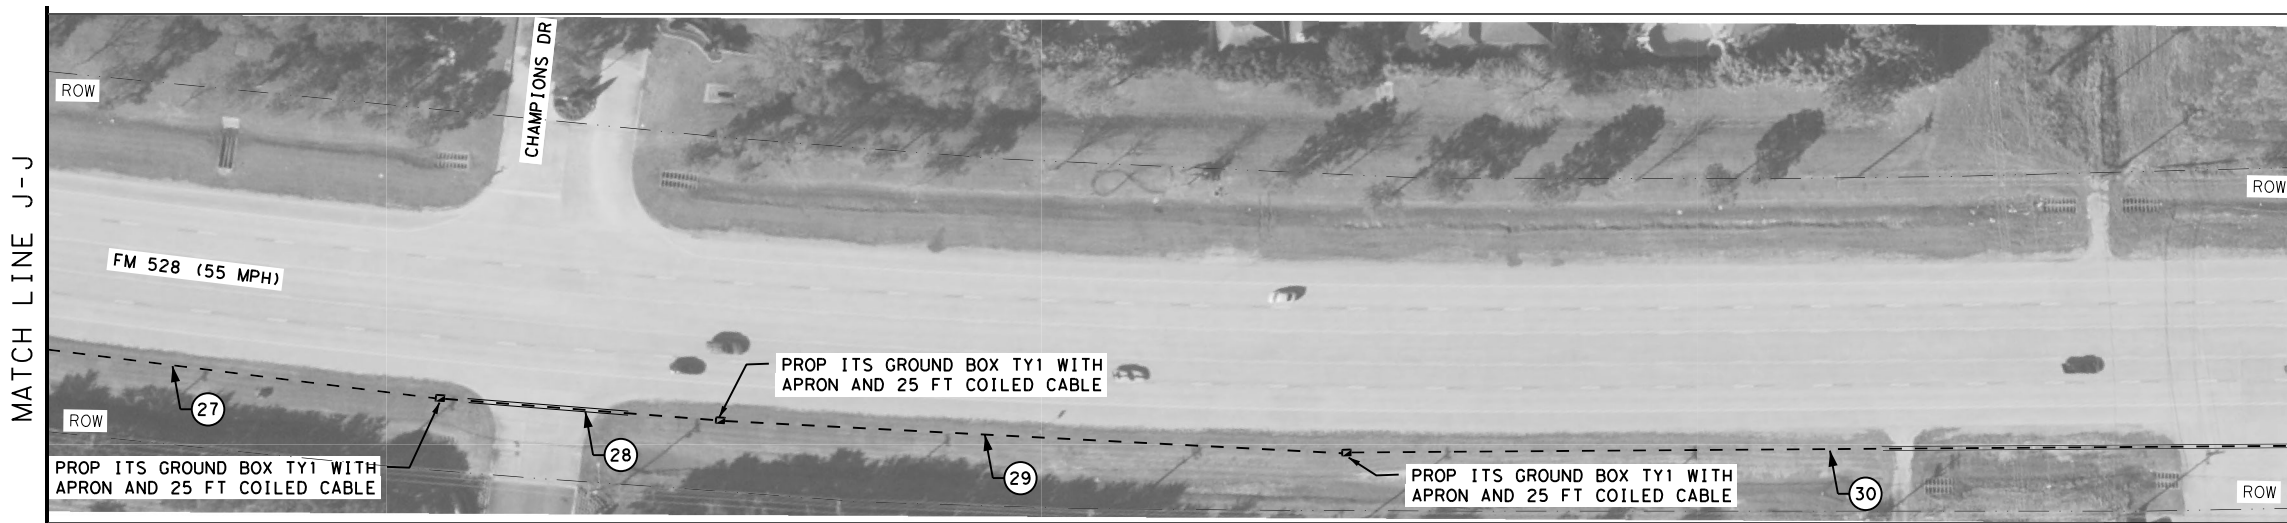 MATCH LINE J-J
ROW
CHAMPIONS DR
ROW
FM 528 (55 MPH)
PROP ITS GROUND BOX TY1 WITH
APRON AND 25 FT COILED CABLE
27
ROW
28
PROP ITS GROUND BOX TY1 WITH
APRON AND 25 FT COILED CABLE
29
PROP ITS GROUND BOX TY1 WITH
APRON AND 25 FT COILED CABLE
30
ROW